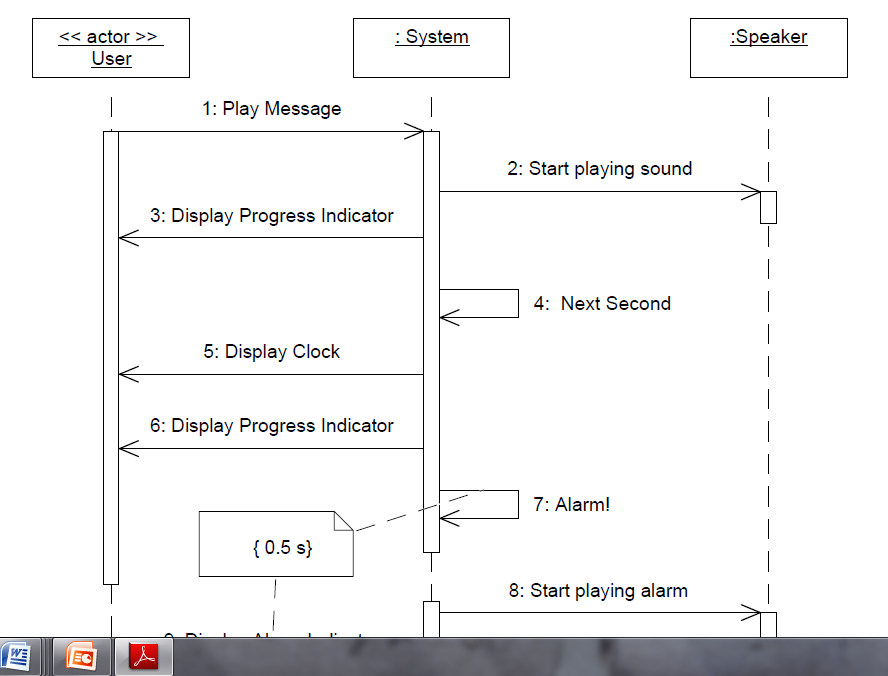 << actor >>
User
: System
:Speaker
1: Play Message
2: Start playing sound
3: Display Progress Indicator
4: Next Second
5: Display Clock
6: Display Progress Indicator
7: Alarm!
{ 0.5 s}
8: Start playing alarm